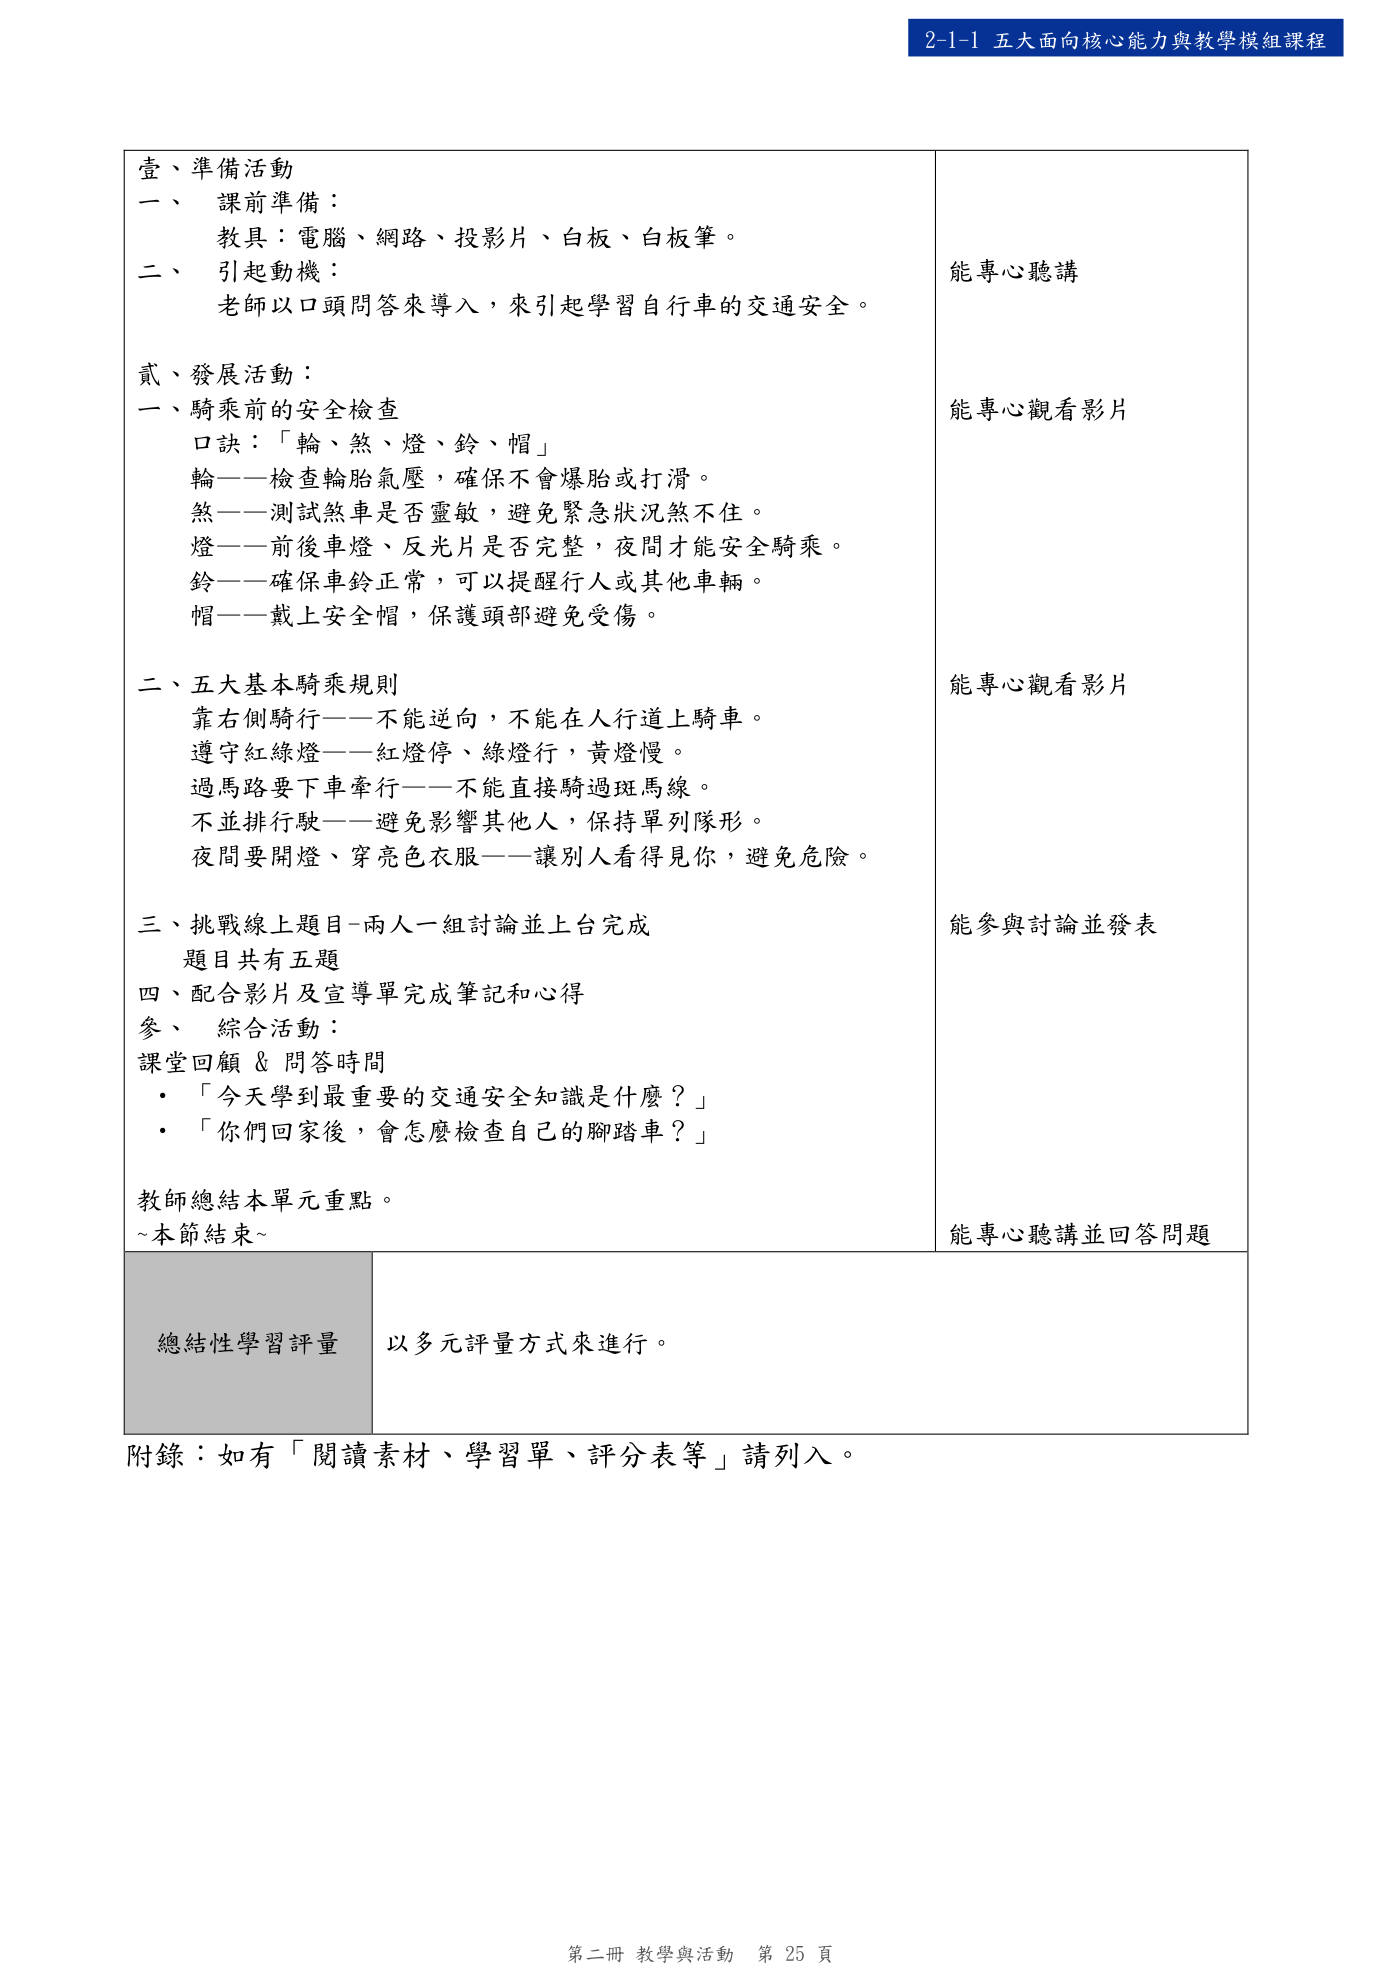 2-1-1 五大面向核心能力與教學模組課程
壹、準備活動
一、 課前準備：
教具：電腦、網路、投影片、白板、白板筆。
二、 引起動機：
能專心聽講
老師以口頭問答來導入，來引起學習自行車的交通安全。
貳、發展活動：
一、騎乘前的安全檢查
能專心觀看影片
口訣：「輪、煞、燈、鈴、帽」
輪——檢查輪胎氣壓，確保不會爆胎或打滑。
煞——測試煞車是否靈敏，避免緊急狀況煞不住。
燈——前後車燈、反光片是否完整，夜間才能安全騎乘。
鈴——確保車鈴正常，可以提醒行人或其他車輛。
帽——戴上安全帽，保護頭部避免受傷。
二、五大基本騎乘規則
能專心觀看影片
靠右側騎行——不能逆向，不能在人行道上騎車。
遵守紅綠燈——紅燈停、綠燈行，黃燈慢。
過馬路要下車牽行——不能直接騎過斑馬線。
不並排行駛——避免影響其他人，保持單列隊形。
夜間要開燈、穿亮色衣服——讓別人看得見你，避免危險。
三、挑戰線上題目-兩人一組討論並上台完成
能參與討論並發表
題目共有五題
四、配合影片及宣導單完成筆記和心得
參、 綜合活動：
課堂回顧 & 問答時間
• 「今天學到最重要的交通安全知識是什麼？」
• 「你們回家後，會怎麼檢查自己的腳踏車？」
教師總結本單元重點。
~本節結束~
能專心聽講並回答問題
總結性學習評量
以多元評量方式來進行。
附錄：如有「閱讀素材、學習單、評分表等」請列入。
第二冊 教學與活動 第 25 頁